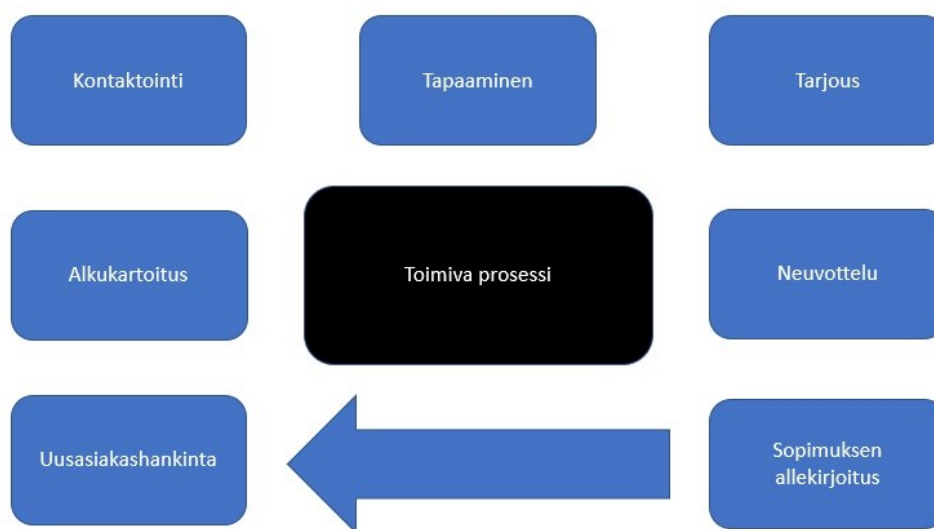 Kontaktointi
Tapaaminen
Tarjous
Alkukartoitus
Toimiva prosessi
Neuvottelu
Uusasiakashankinta
Sopimuksen
allekirjoitus